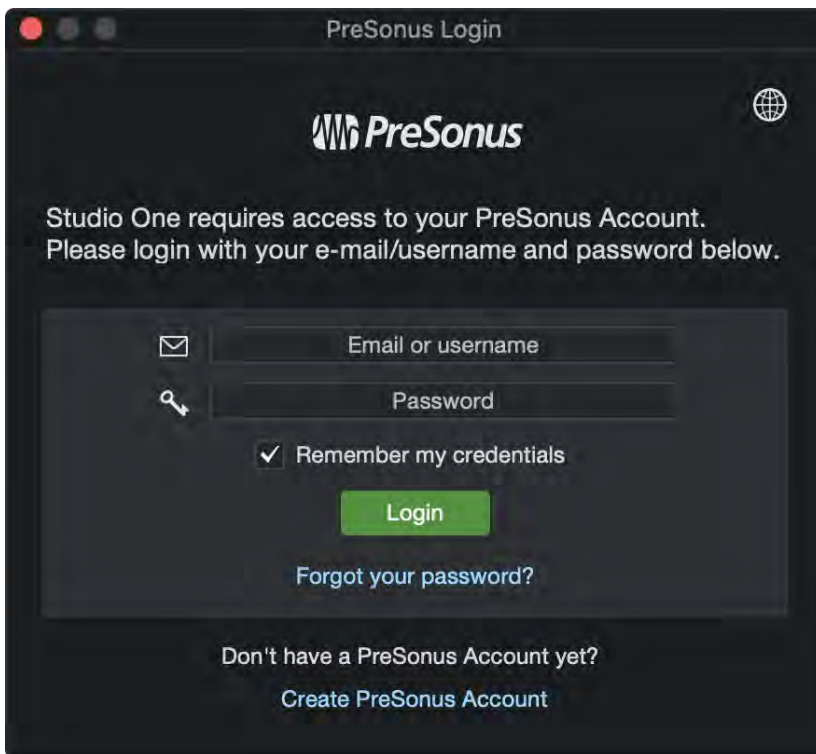 PreSonus Login
PreSonus
Studio One requires access to your PreSonus Account.
Please login with your e-mail/username and password below.
Email or username
Password
Remember my credentials
Login
Forgot your password?
Don't have a PreSonus Account yet?
Create PreSonus Account